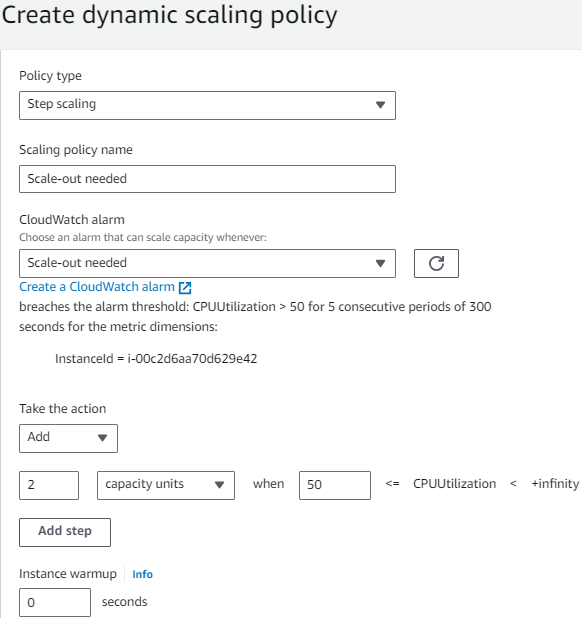 Create dynamic scaling policy
Policy type
Step scaling
Scaling policy name
Scale-out needed
CloudWatch alarm
Choose an alarm that can scale capacity whenever:
Scale-out needed
Create a CloudWatch alarm
breaches the alarm threshold: CPUUtilization > 50 for 5 consecutive periods of 300
seconds for the metric dimensions:
InstanceId = i-00c2d6aa70d629e42
Take the action
Add
2 capacity units when 50 <= CPUUtilization < +infinity
Add step
Instance warmup Info
0 seconds